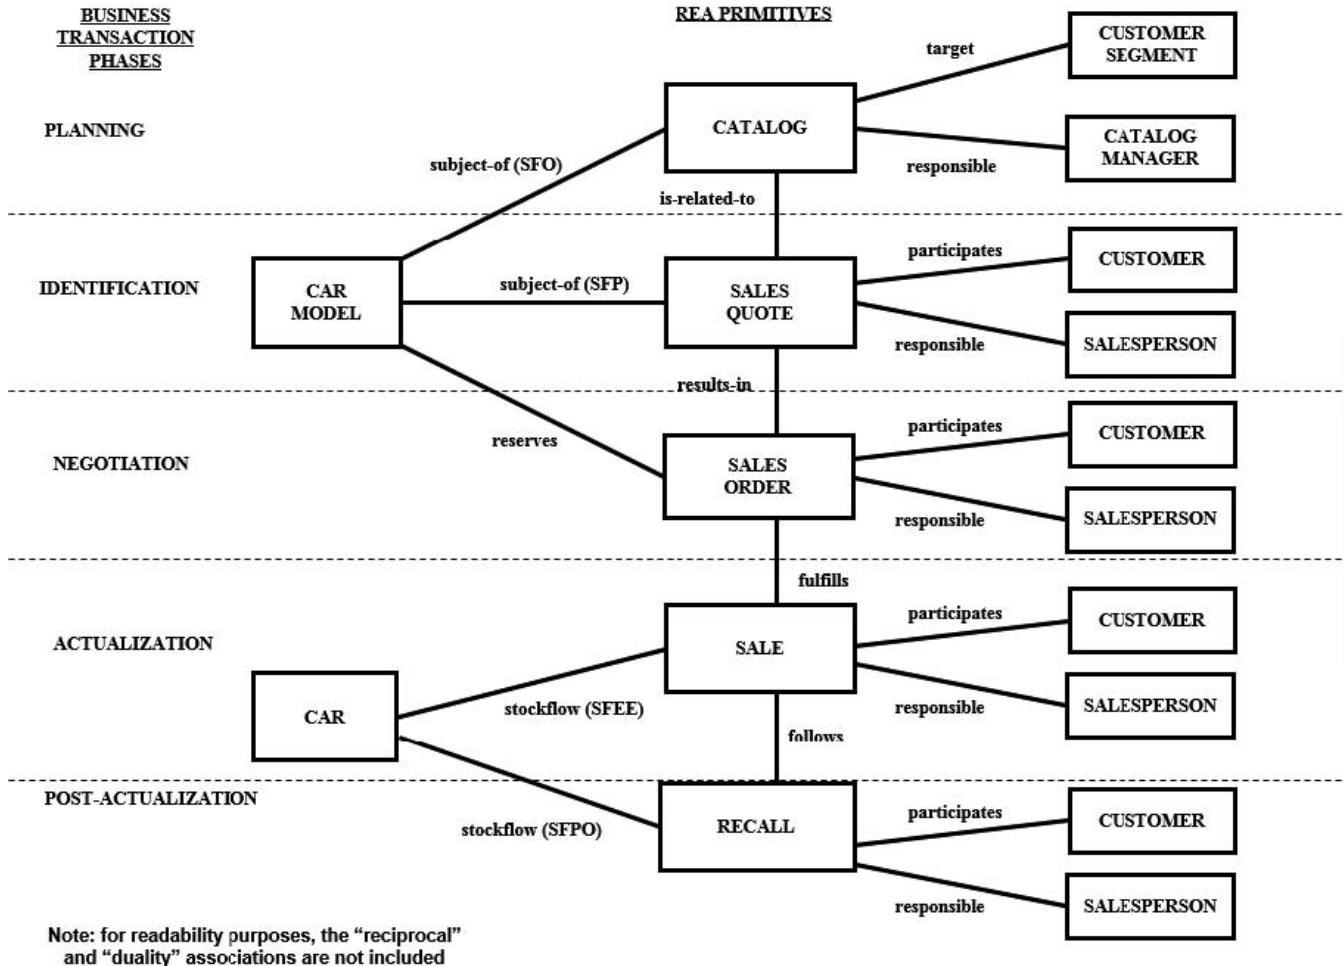 BUSINESS
TRANSACTION
PHASES
REA PRIMITIVES
PLANNING
CATALOG
target
CUSTOMER
SEGMENT
responsible
CATALOG
MANAGER
subject-of (SFO)
is-related-to
IDENTIFICATION
CAR
MODEL
subject-of (SFP)
SALES
QUOTE
participates
CUSTOMER
responsible
SALESPERSON
results-in
NEGOTIATION
reserves
SALES
ORDER
participates
CUSTOMER
responsible
SALESPERSON
fulfills
ACTUALIZATION
CAR
stockflow (SFEE)
SALE
participates
CUSTOMER
responsible
SALESPERSON
follows
POST-ACTUALIZATION
stockflow (SFPO)
RECALL
participates
CUSTOMER
responsible
SALESPERSON
Note: for readability purposes, the “reciprocal”
and “duality” associations are not included